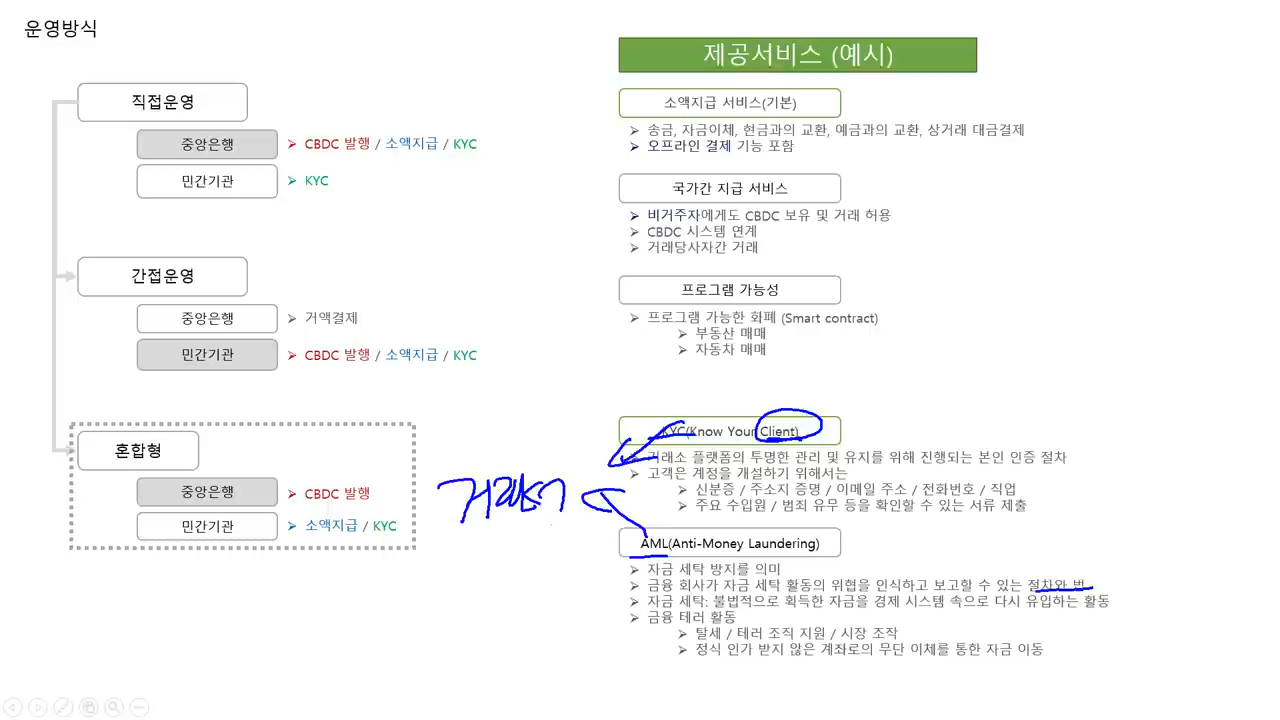 운영방식
직접운영
중앙은행 ➢ CBDC 발행 / 소액지급 / KYC
민간기관 ➢ KYC
간접운영
중앙은행 ➢ 거액결제
민간기관 ➢ CBDC 발행 / 소액지급 / KYC
혼합형
중앙은행 ➢ CBDC 발행
민간기관 ➢ 소액지급 / KYC
제공서비스 (예시)
소액지급 서비스(기본)
➢ 송금, 자금이체, 현금과의 교환, 예금과의 교환, 상거래 대금결제
➢ 오프라인 결제 기능 포함
국가간 지급 서비스
➢ 비거주자에게도 CBDC 보유 및 거래 허용
➢ CBDC 시스템 연계
➢ 거래당사자간 거래
프로그램 가능성
➢ 프로그램 가능한 화폐 (Smart contract)
➢ 부동산 매매
➢ 자동차 매매
KYC(Know Your Client)
➢ 거래소 플랫폼의 투명한 관리 및 유지를 위해 진행되는 본인 인증 절차
➢ 고객은 계정을 개설하기 위해서는
➢ 신분증 / 주소지 증명 / 이메일 주소 / 전화번호 / 직업
➢ 주요 수입원 / 범죄 유무 등을 확인할 수 있는 서류 제출
AML(Anti-Money Laundering)
➢ 자금 세탁 방지를 의미
➢ 금융 회사가 자금 세탁 활동의 위협을 인식하고 보고할 수 있는 절차와 법
➢ 자금 세탁: 불법적으로 획득한 자금을 경제 시스템 속으로 다시 유입하는 활동
➢ 금융 테러 활동
➢ 탈세 / 테러 조직 지원 / 시장 조작
➢ 정식 인가 받지 않은 계좌로의 무단 이체를 통한 자금 이동